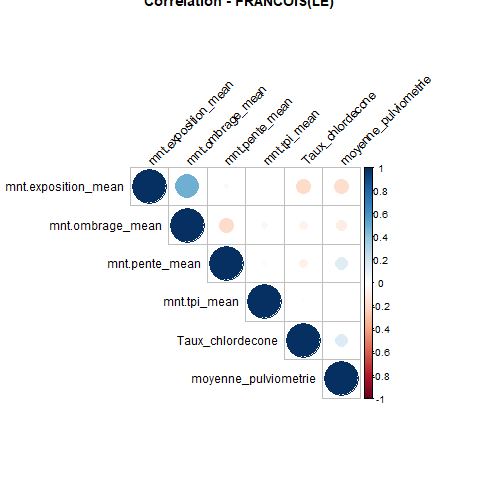 Correlation - FRANCOIS(LE)
mnt.exposition_mean
mnt.ombrage_mean
mnt.pente_mean
mnt.tpi_mean
Taux_chlordecone
moyenne_pulviometrie
mnt.exposition_mean
mnt.ombrage_mean
mnt.pente_mean
mnt.tpi_mean
Taux_chlordecone
moyenne_pulviometrie
1
0.8
0.6
0.4
0.2
0
-0.2
-0.4
-0.6
-0.8
-1